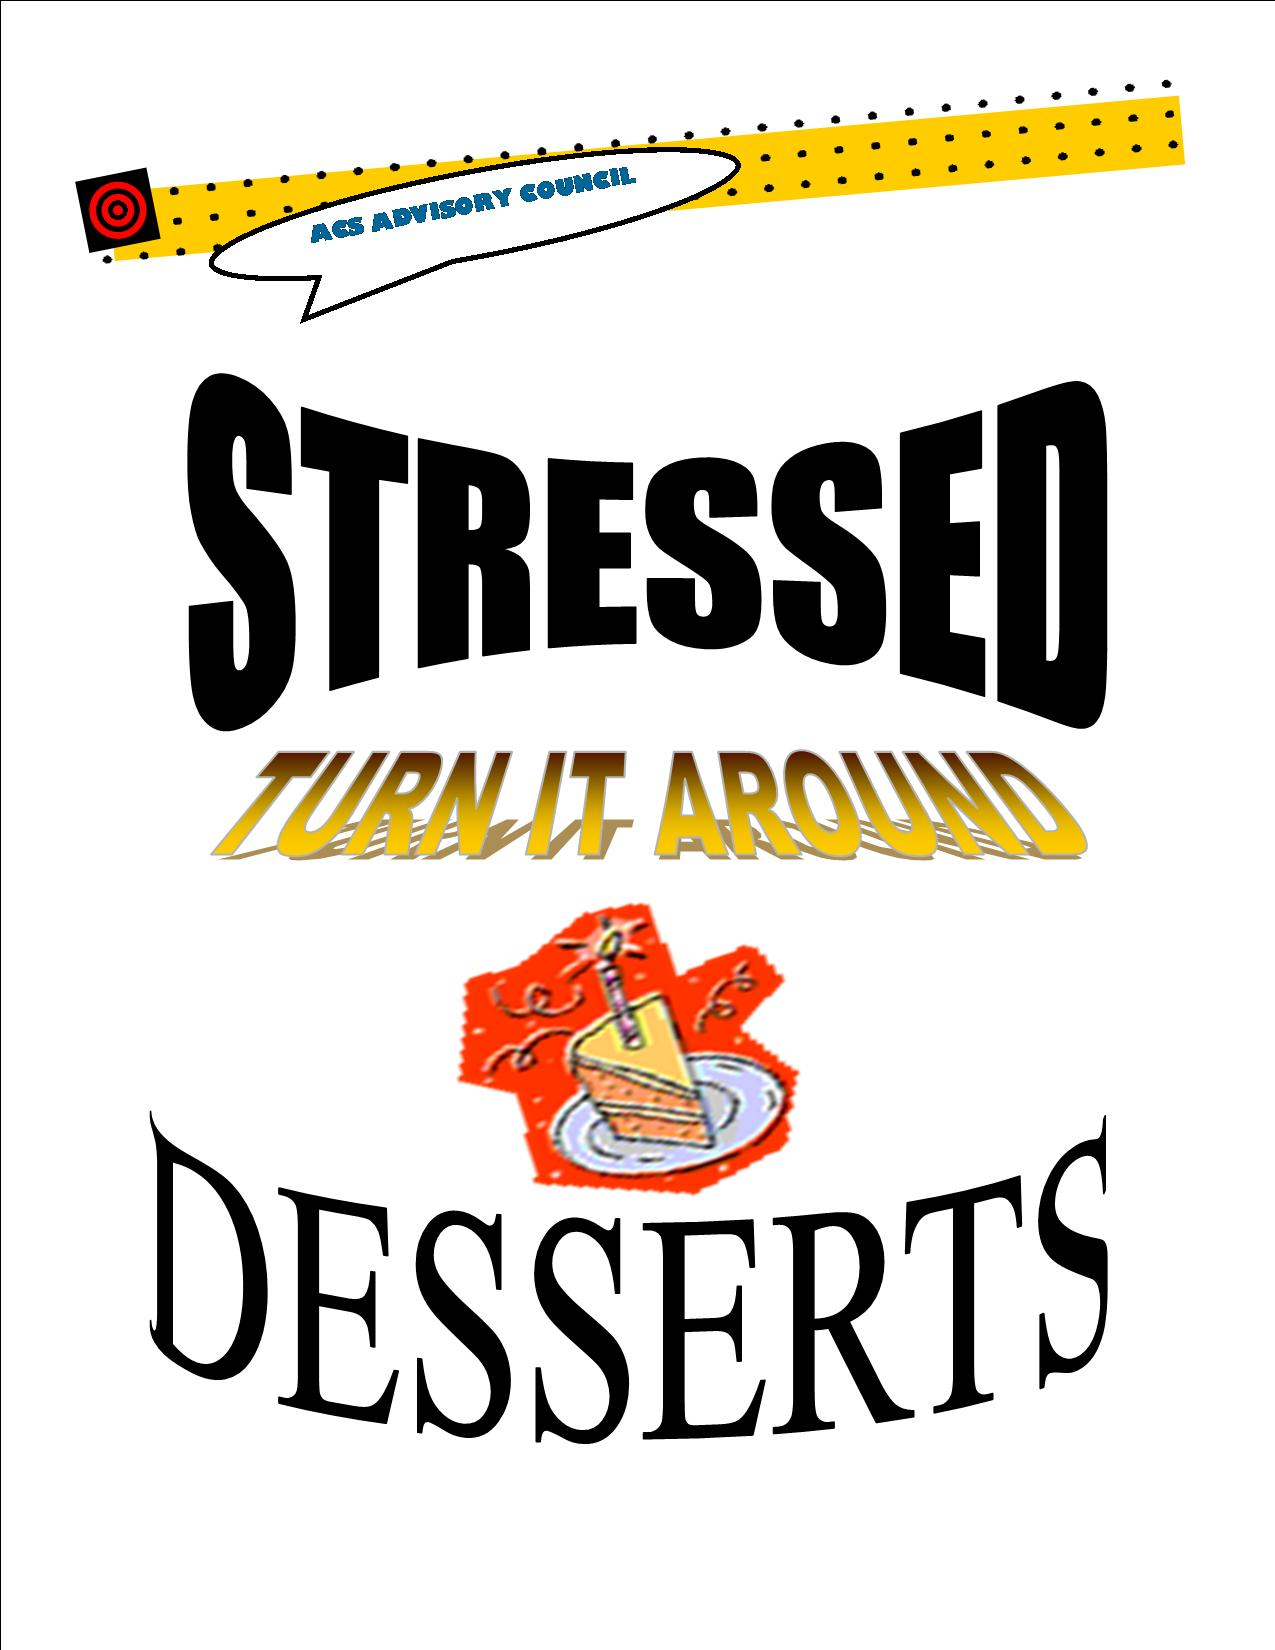 ACS ADVISORY COUNCIL
STRESSED
TURN IT AROUND
DESSERTS